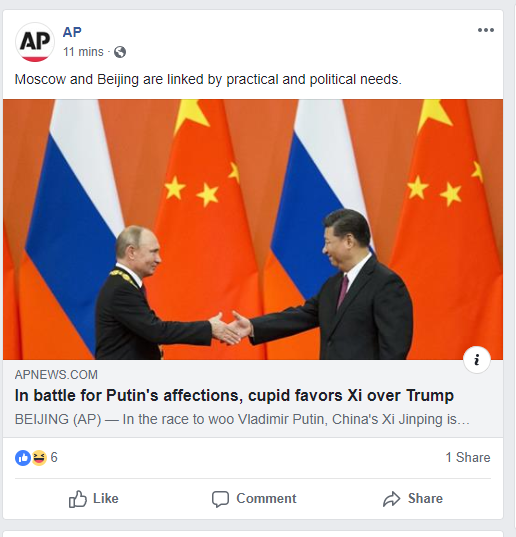 AP
AP
11 mins ·
Moscow and Beijing are linked by practical and political needs.
APNEWS.COM
In battle for Putin's affections, cupid favors Xi over Trump
BEIJING (AP) — In the race to woo Vladimir Putin, China's Xi Jinping is...
6
1 Share
Like
Comment
Share